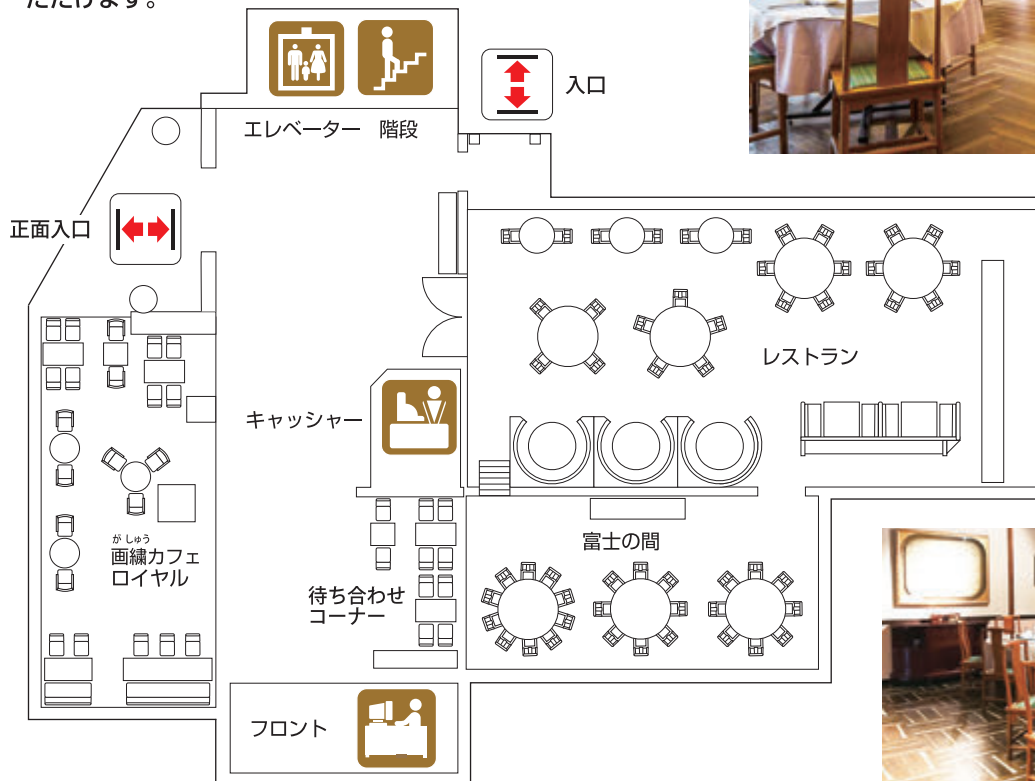 ただけます。
エレベーター 階段
入口
正面入口
レストラン
キャッシャー
がしゅう
画繍カフェ
ロイヤル
富士の間
待ち合わせ
コーナー
フロント